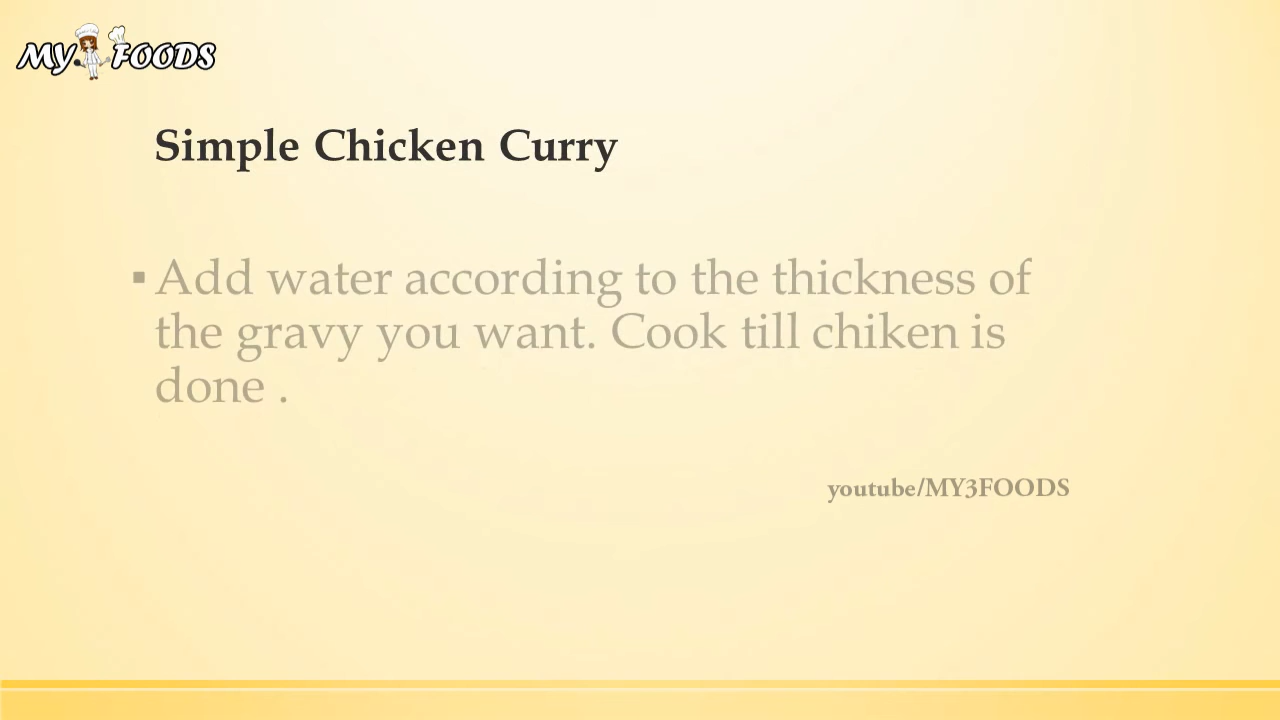 MY FOODS
Simple Chicken Curry
▪ Add water according to the thickness of
the gravy you want. Cook till chiken is
done .
youtube/MY3FOODS